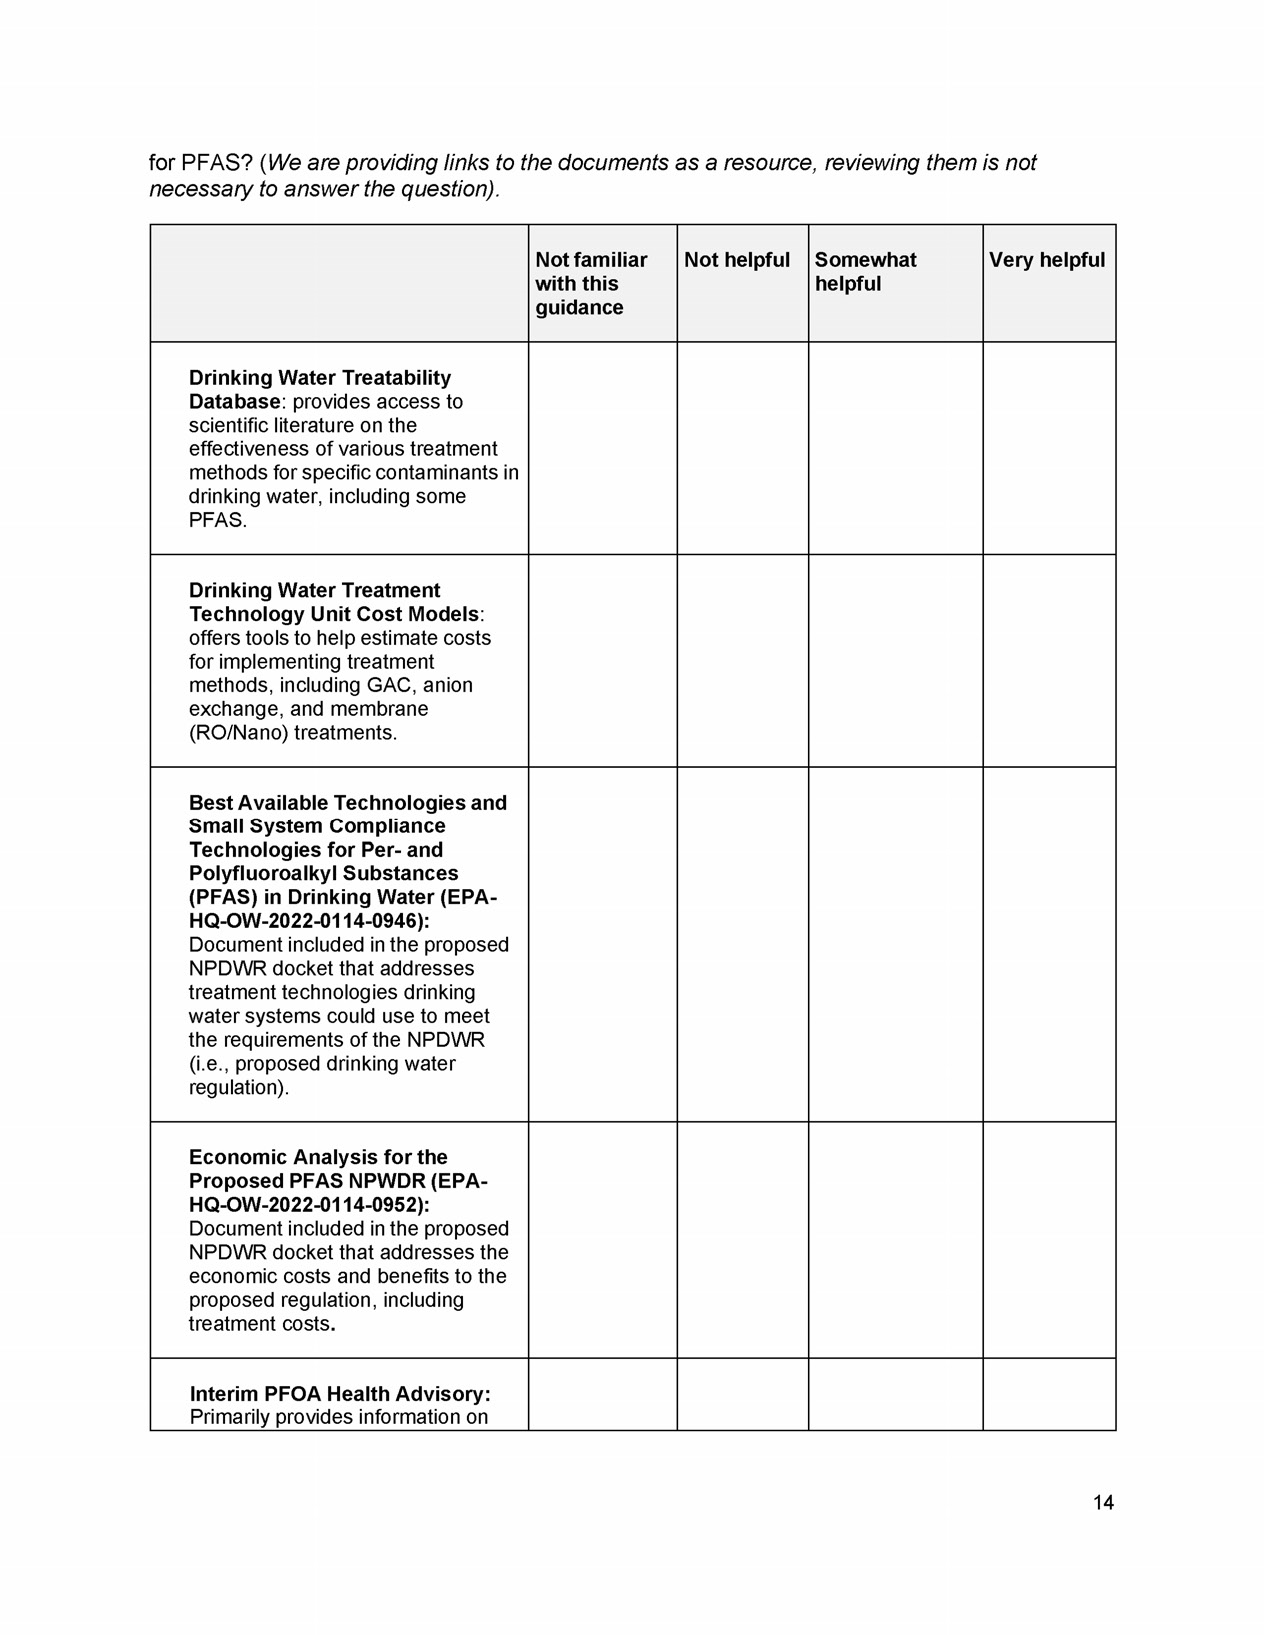 for PFAS? (We are providing links to the documents as a resource, reviewing them is not
necessary to answer the question).
Not familiar
with this
guidance
Not helpful
Somewhat
helpful
Very helpful
Drinking Water Treatability
Database: provides access to
scientific literature on the
effectiveness of various treatment
methods for specific contaminants in
drinking water, including some
PFAS.
Drinking Water Treatment
Technology Unit Cost Models:
offers tools to help estimate costs
for implementing treatment
methods, including GAC, anion
exchange, and membrane
(RO/Nano) treatments.
Best Available Technologies and
Small System Compliance
Technologies for Per- and
Polyfluoroalkyl Substances
(PFAS) in Drinking Water (EPA-
HQ-OW-2022-0114-0946):
Document included in the proposed
NPDWR docket that addresses
treatment technologies drinking
water systems could use to meet
the requirements of the NPDWR
(i.e., proposed drinking water
regulation).
Economic Analysis for the
Proposed PFAS NPWDR (EPA-
HQ-OW-2022-0114-0952):
Document included in the proposed
NPDWR docket that addresses the
economic costs and benefits to the
proposed regulation, including
treatment costs.
Interim PFOA Health Advisory:
Primarily provides information on
14